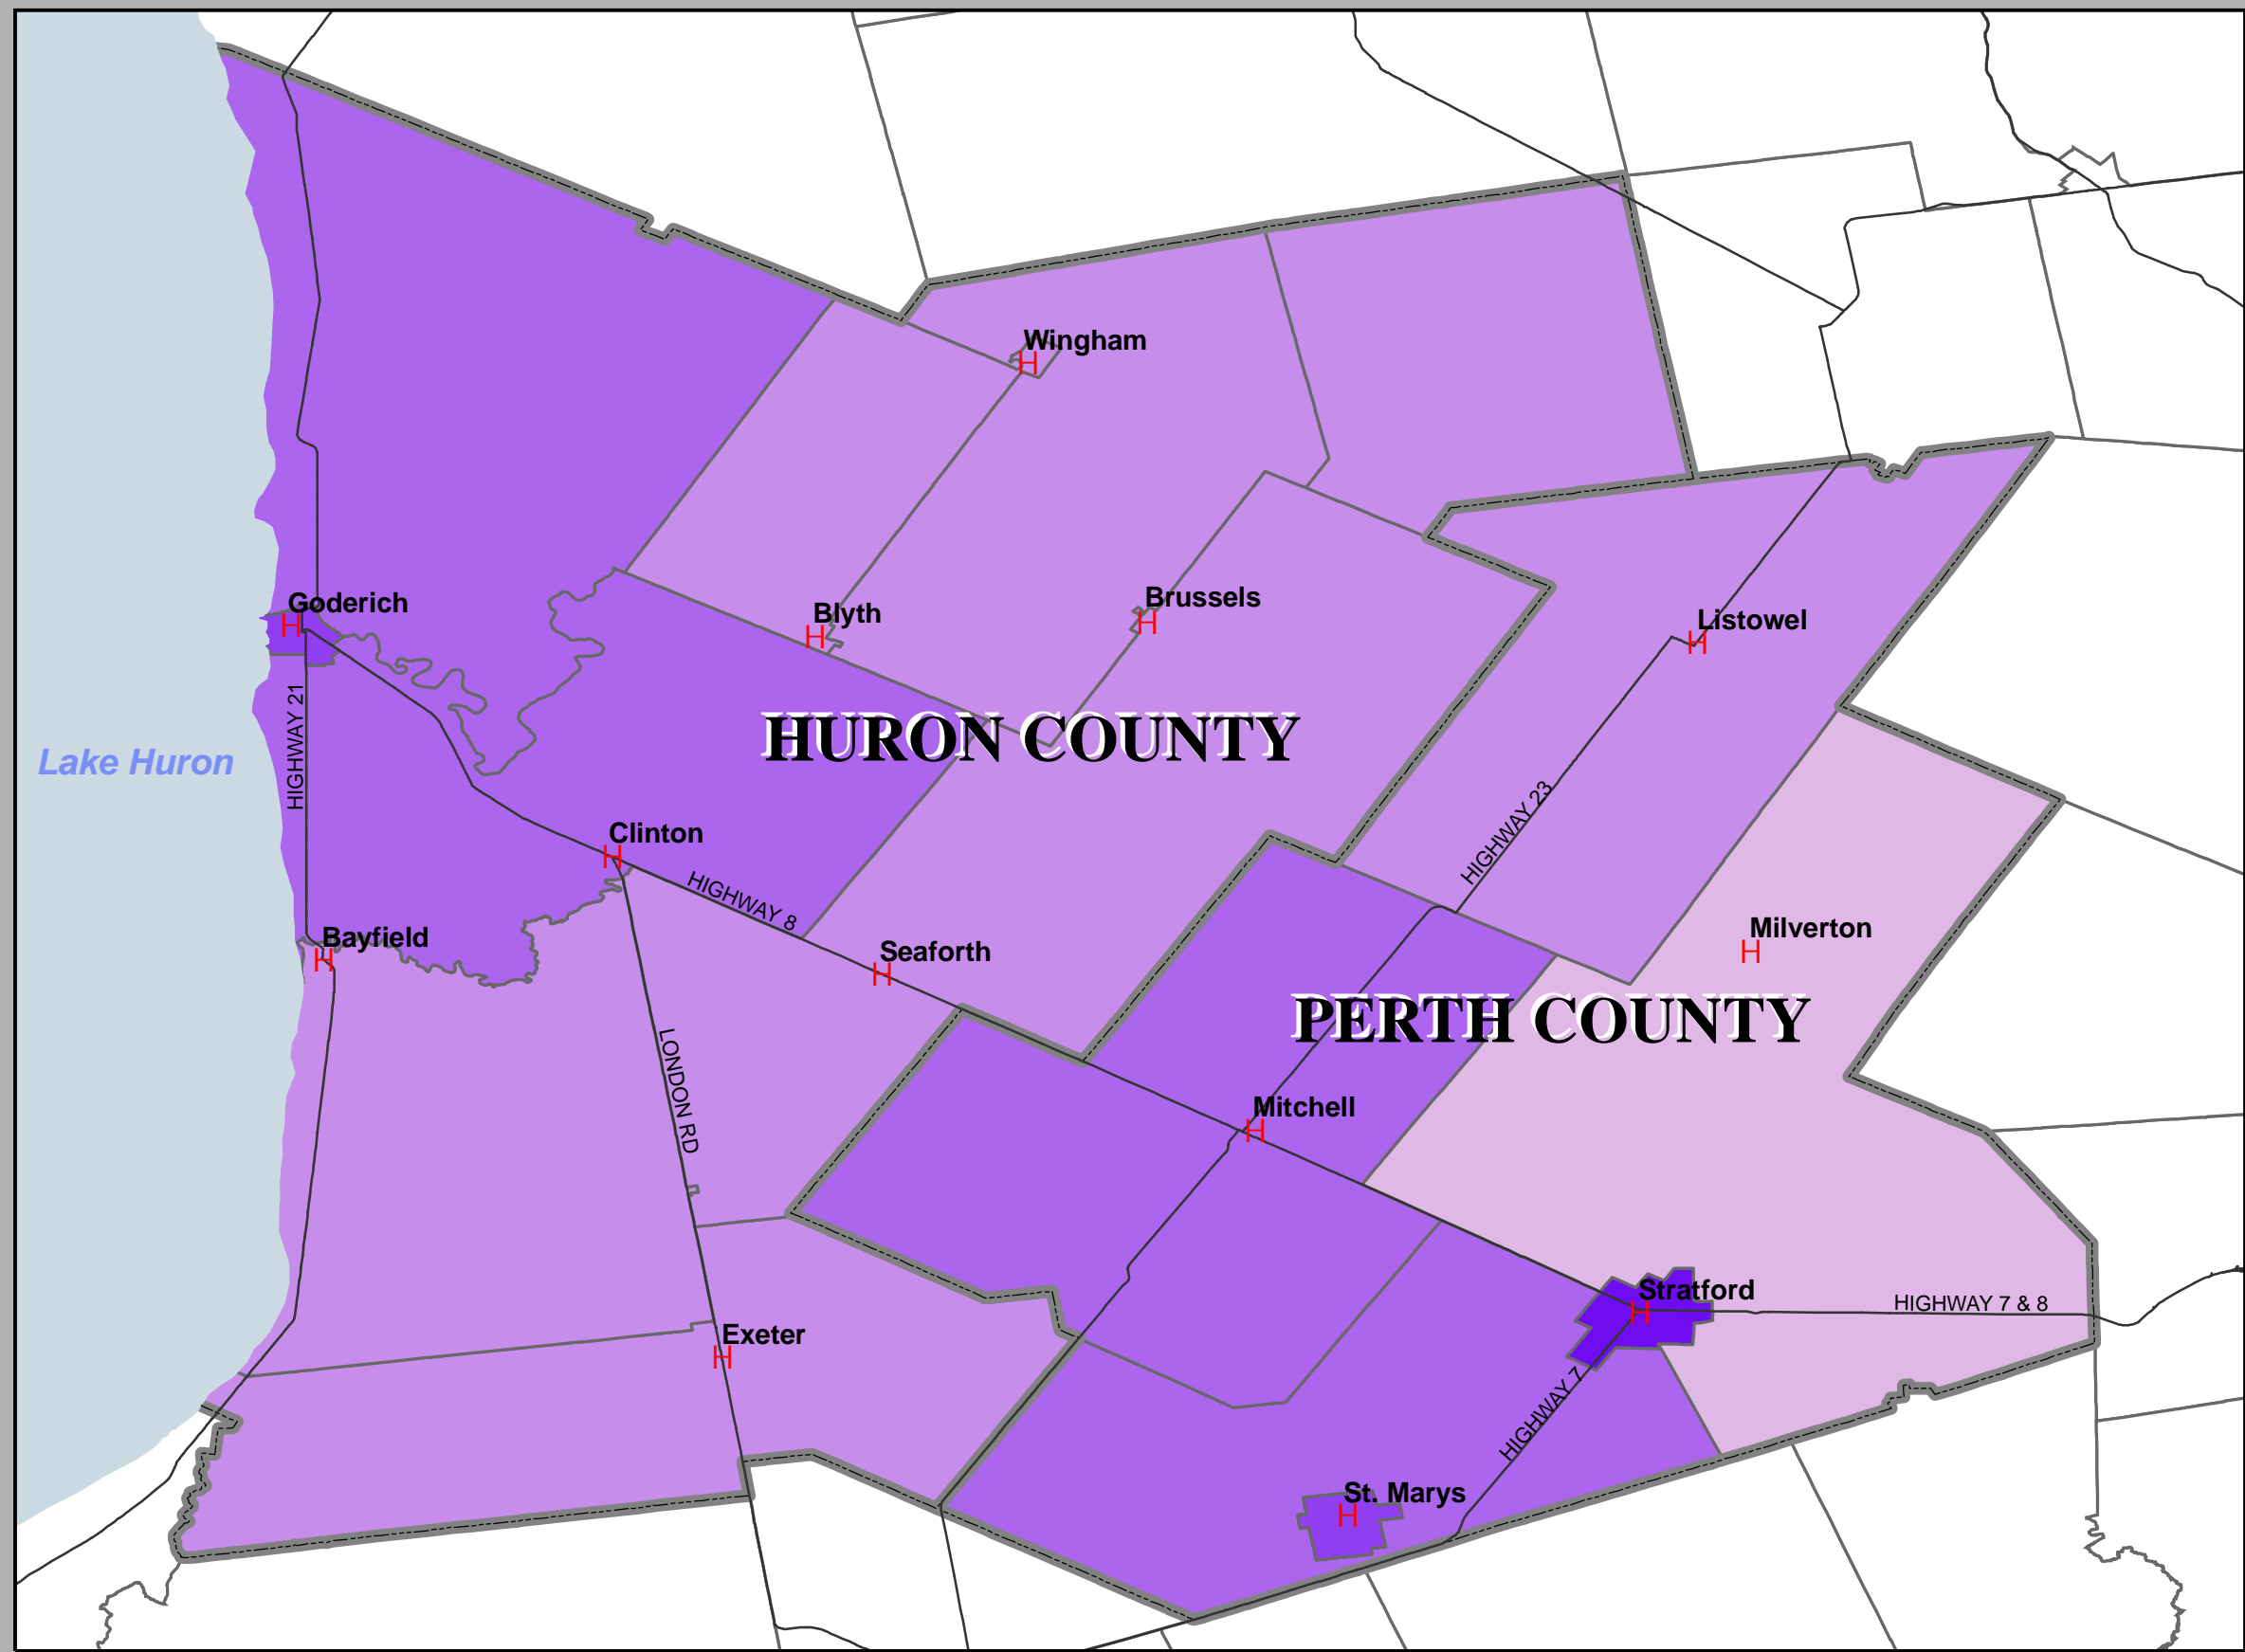 Wingham
H
Goderich
H
Blyth
H
Brussels
H
Listowel
H
HIGHWAY 21
HURON COUNTY
Lake Huron
Clinton
H
HIGHWAY 23
HIGHWAY 8
Bayfield
H
Seaforth
H
Milverton
H
PERTH COUNTY
LONDON RD
Mitchell
H
Stratford
H
HIGHWAY 7 & 8
Exeter
H
HIGHWAY 7
St. Marys
H